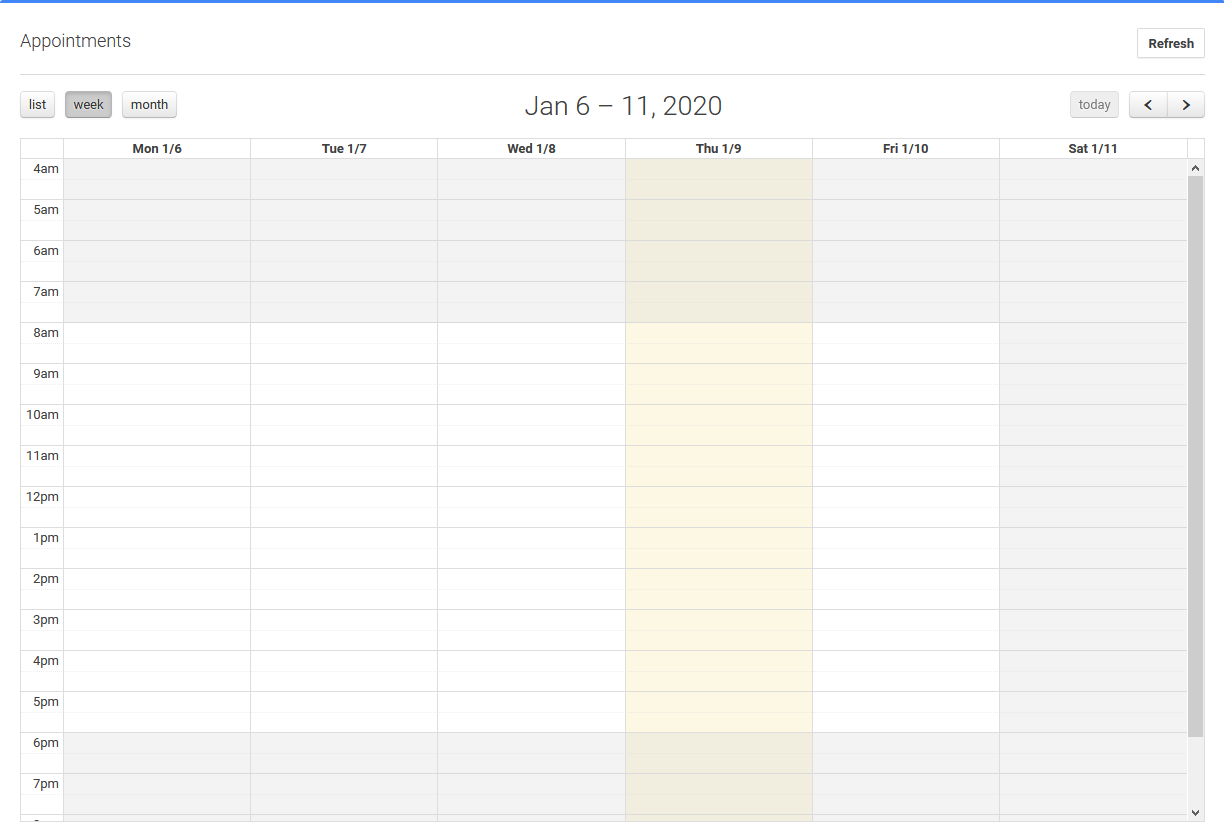 Appointments
Refresh
list week month Jan 6 – 11, 2020 today
Mon 1/6 Tue 1/7 Wed 1/8 Thu 1/9 Fri 1/10 Sat 1/11
4am
5am
6am
7am
8am
9am
10am
11am
12pm
1pm
2pm
3pm
4pm
5pm
6pm
7pm